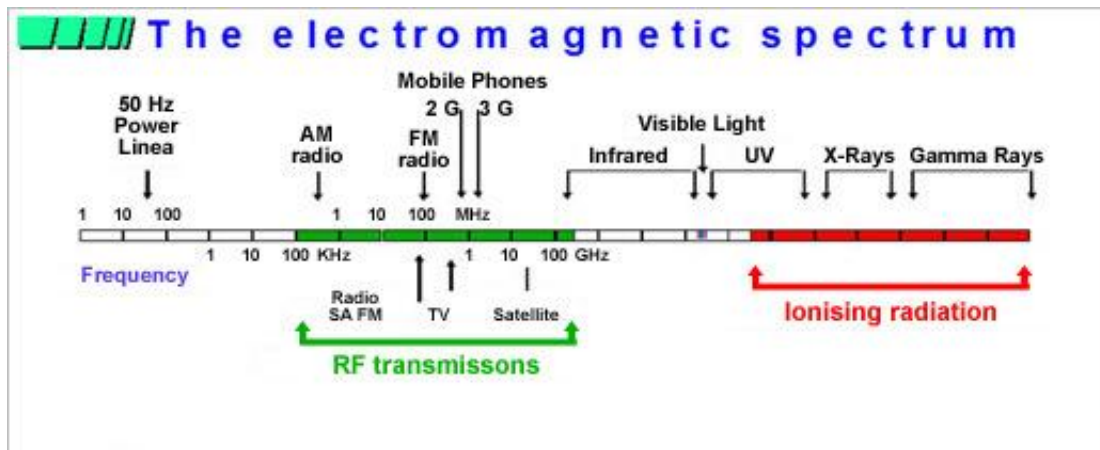 The electromagnetic spectrum
Mobile Phones
2 G 3 G
50 Hz
Power
Linea
AM
radio
FM
radio
Visible Light
Infrared
UV
X-Rays
Gamma Rays
1 10 100
1 10 100 MHz
1 10 100 KHz
1 10 100 GHz
Frequency
Radio
SA FM
TV
Satellite
Ionising radiation
RF transmissons